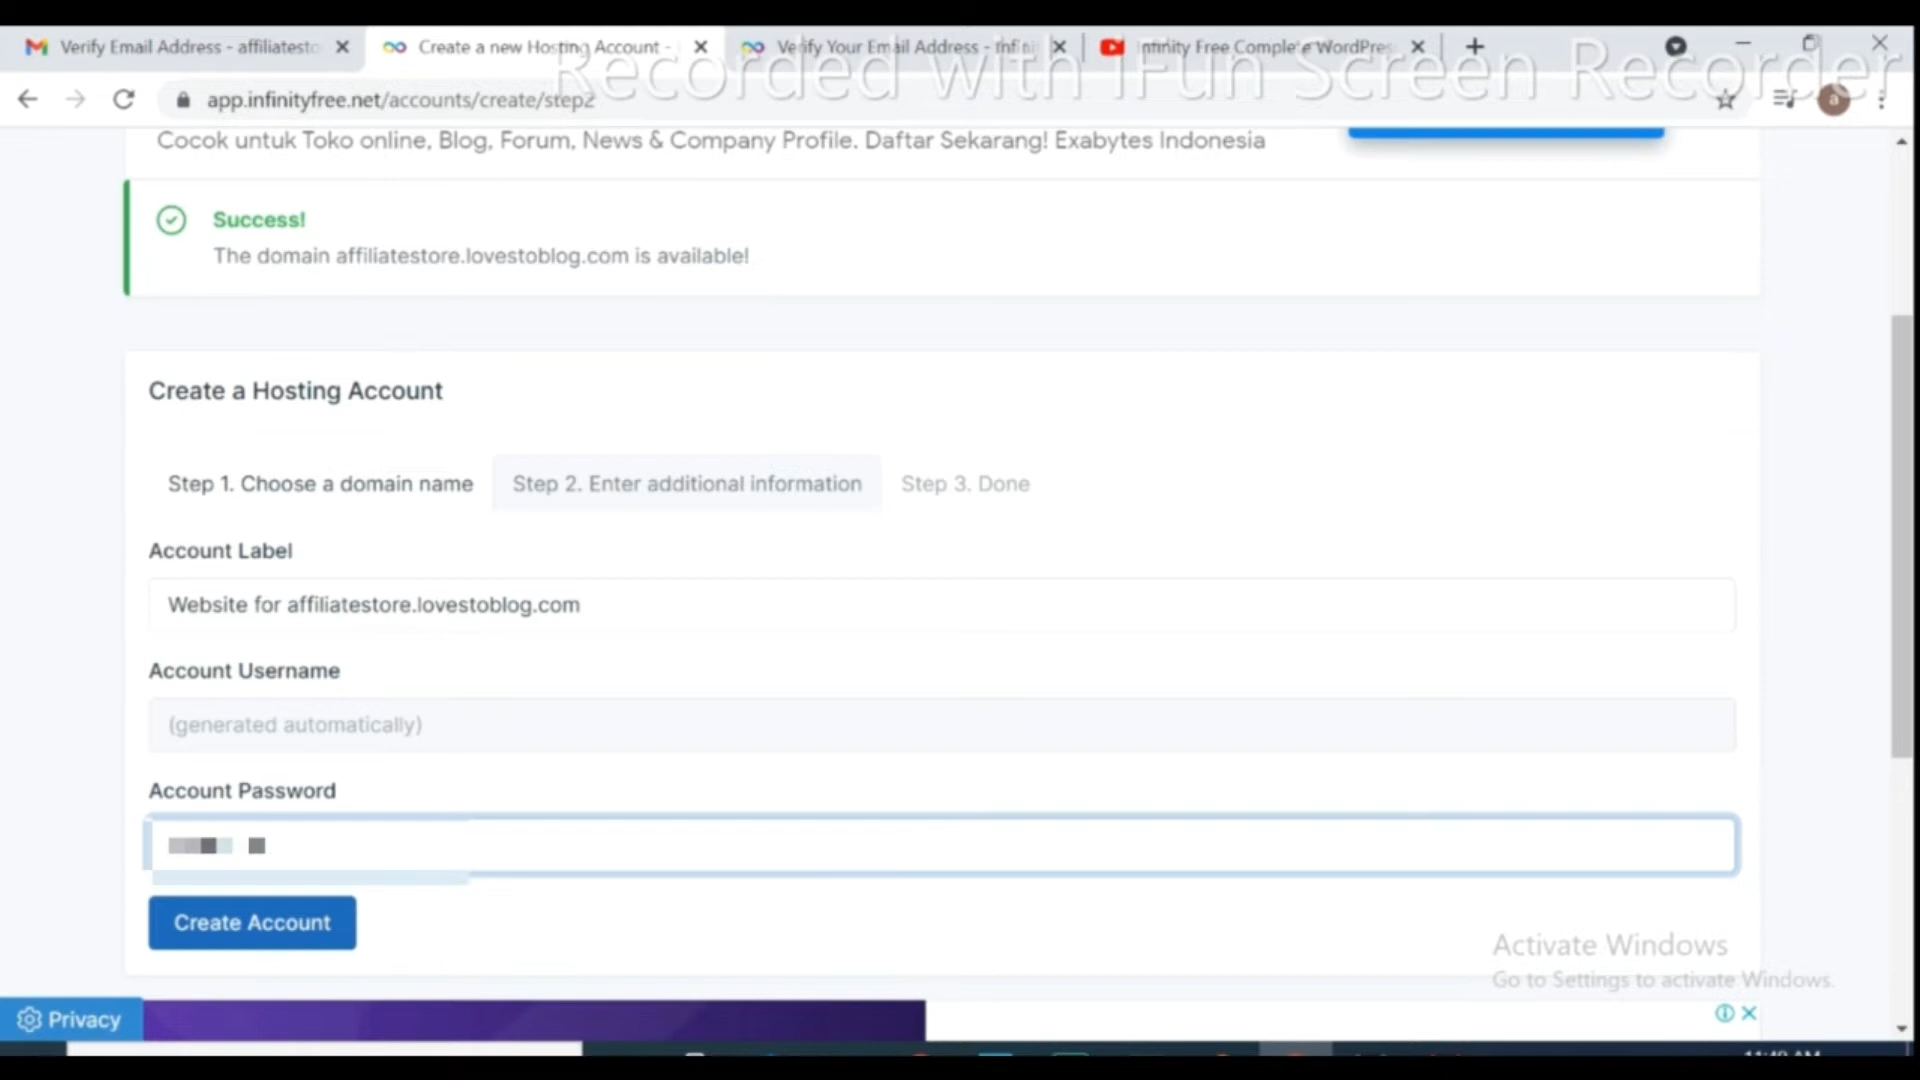 Verify Email Address - affiliatesto
Create a new Hosting Account -
Verify Your Email Address - Infini
Infinity Free Complete WordPres
Recorded with iFun Screen Recorder
app.infinityfree.net/accounts/create/step2
a
Cocok untuk Toko online, Blog, Forum, News & Company Profile. Daftar Sekarang! Exabytes Indonesia
Success!
The domain affiliatestore.lovestoblog.com is available!
Create a Hosting Account
Step 1. Choose a domain name
Step 2. Enter additional information
Step 3. Done
Account Label
Website for affiliatestore.lovestoblog.com
Account Username
(generated automatically)
Account Password
Create Account
Activate Windows
Go to Settings to activate Windows.
Privacy